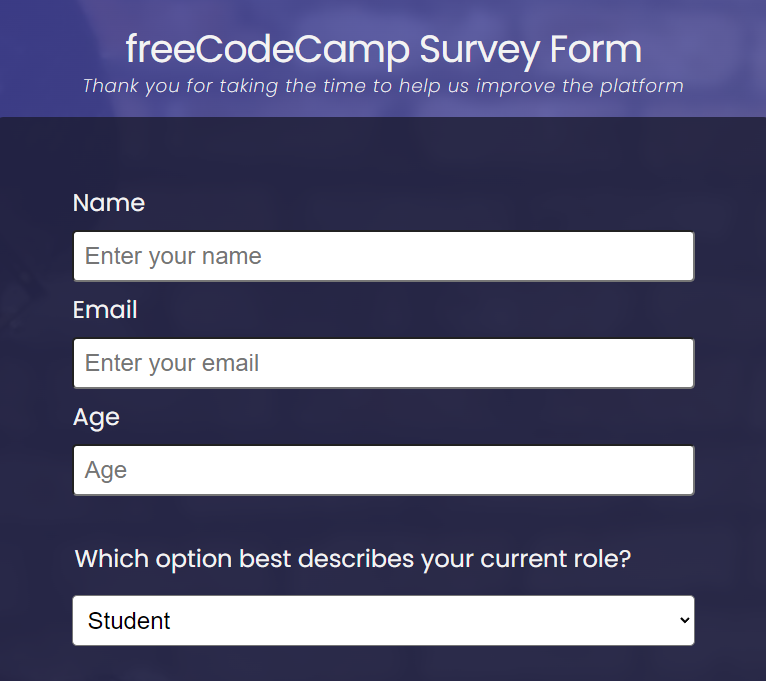 freeCodeCamp Survey Form
Thank you for taking the time to help us improve the platform
Name
Enter your name
Email
Enter your email
Age
Age
Which option best describes your current role?
Student